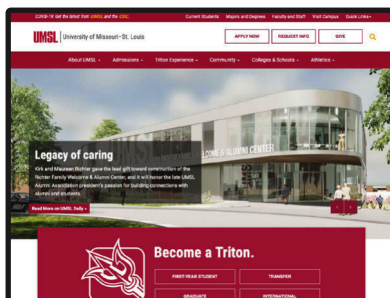 COVID-19: Get the latest from UMSL and the CDC.
Current Students Majors and Degrees Faculty and Staff Visit Campus Quick Links
UMSL University of Missouri–St. Louis
APPLY NOW REQUEST INFO GIVE
About UMSL Admissions Triton Experience Community Colleges & Schools Athletics
WELCOME & ALUMNI CENTER
Legacy of caring
Kirk and Maureen Richter gave the lead gift toward construction of the
Richter Family Welcome & Alumni Center, and it will honor the late UMSL
Alumni Association president's passion for building connections with
alumni and students.
Read More on UMSL Daily »
Become a Triton.
FIRST-YEAR STUDENT TRANSFER
GRADUATE INTERNATIONAL